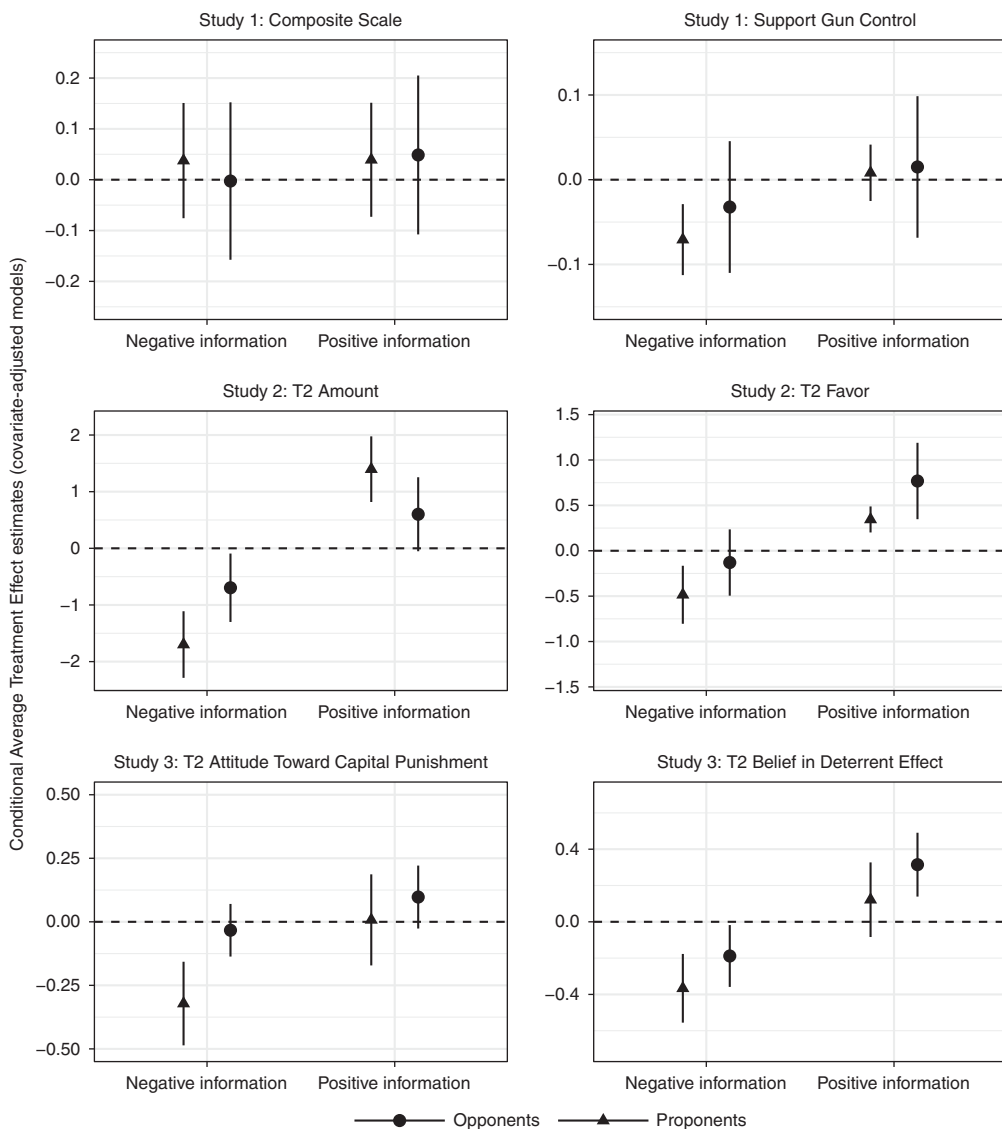 Conditional Average Treatment Effect estimates (covariate-adjusted models)
Study 1: Composite Scale
0.2
0.1
0.0
−0.1
−0.2
Negative information Positive information
Study 1: Support Gun Control
0.1
0.0
−0.1
Negative information Positive information
Study 2: T2 Amount
2
1
0
−1
−2
Negative information Positive information
Study 2: T2 Favor
1.5
1.0
0.5
0.0
−0.5
−1.0
−1.5
Negative information Positive information
Study 3: T2 Attitude Toward Capital Punishment
0.50
0.25
0.00
−0.25
−0.50
Negative information Positive information
Study 3: T2 Belief in Deterrent Effect
0.4
0.0
−0.4
Negative information Positive information
Opponents Proponents